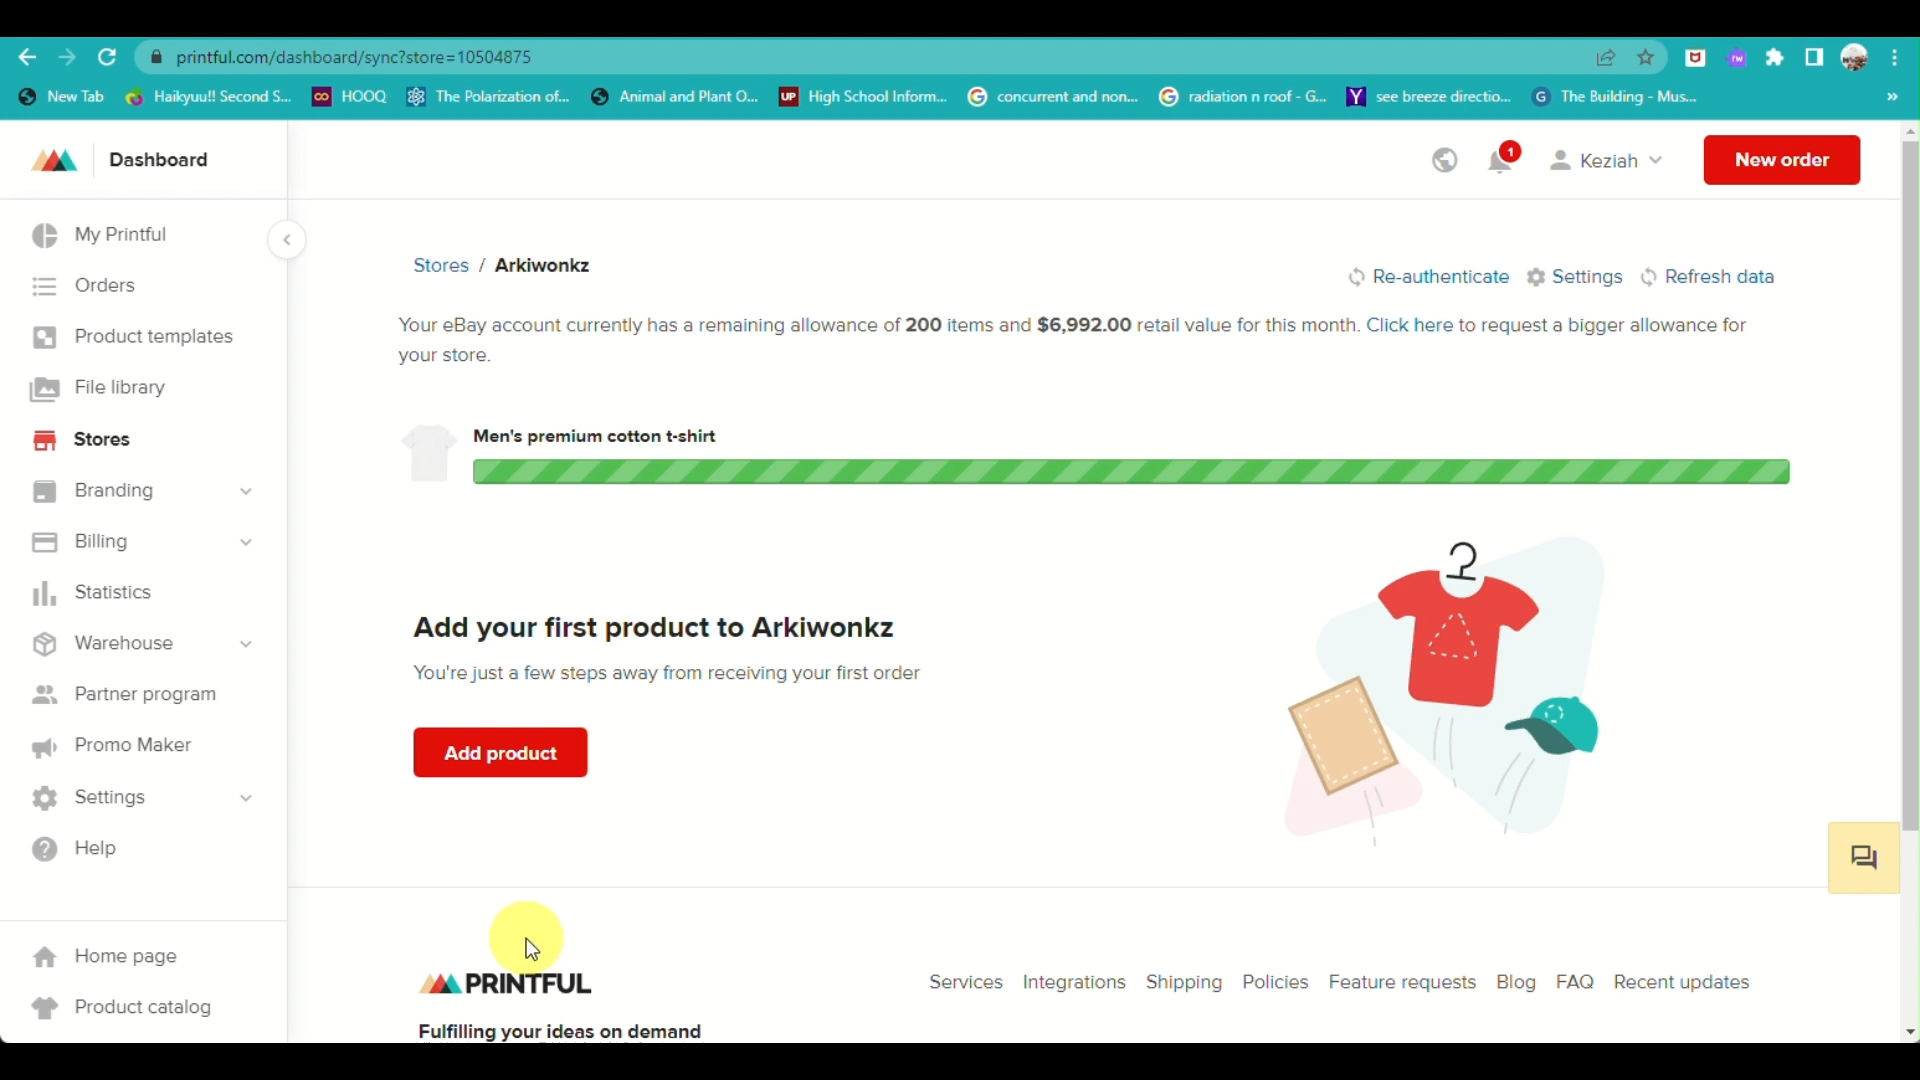 printful.com/dashboard/sync?store=10504875
New Tab Haikyuu!! Second S... HOOQ The Polarization of... Animal and Plant O... UP High School Inform... concurrent and non... radiation n roof - G... see breeze directio... The Building - Mus... »
Dashboard
1
Keziah
New order
My Printful
Orders
Product templates
File library
Stores
Branding
Billing
Statistics
Warehouse
Partner program
Promo Maker
Settings
Help
Home page
Product catalog
Stores / Arkiwonkz
Re-authenticate Settings Refresh data
Your eBay account currently has a remaining allowance of 200 items and $6,992.00 retail value for this month. Click here to request a bigger allowance for
your store.
Men's premium cotton t-shirt
Add your first product to Arkiwonkz
You're just a few steps away from receiving your first order
Add product
PRINTFUL
Services Integrations Shipping Policies Feature requests Blog FAQ Recent updates
Fulfilling your ideas on demand